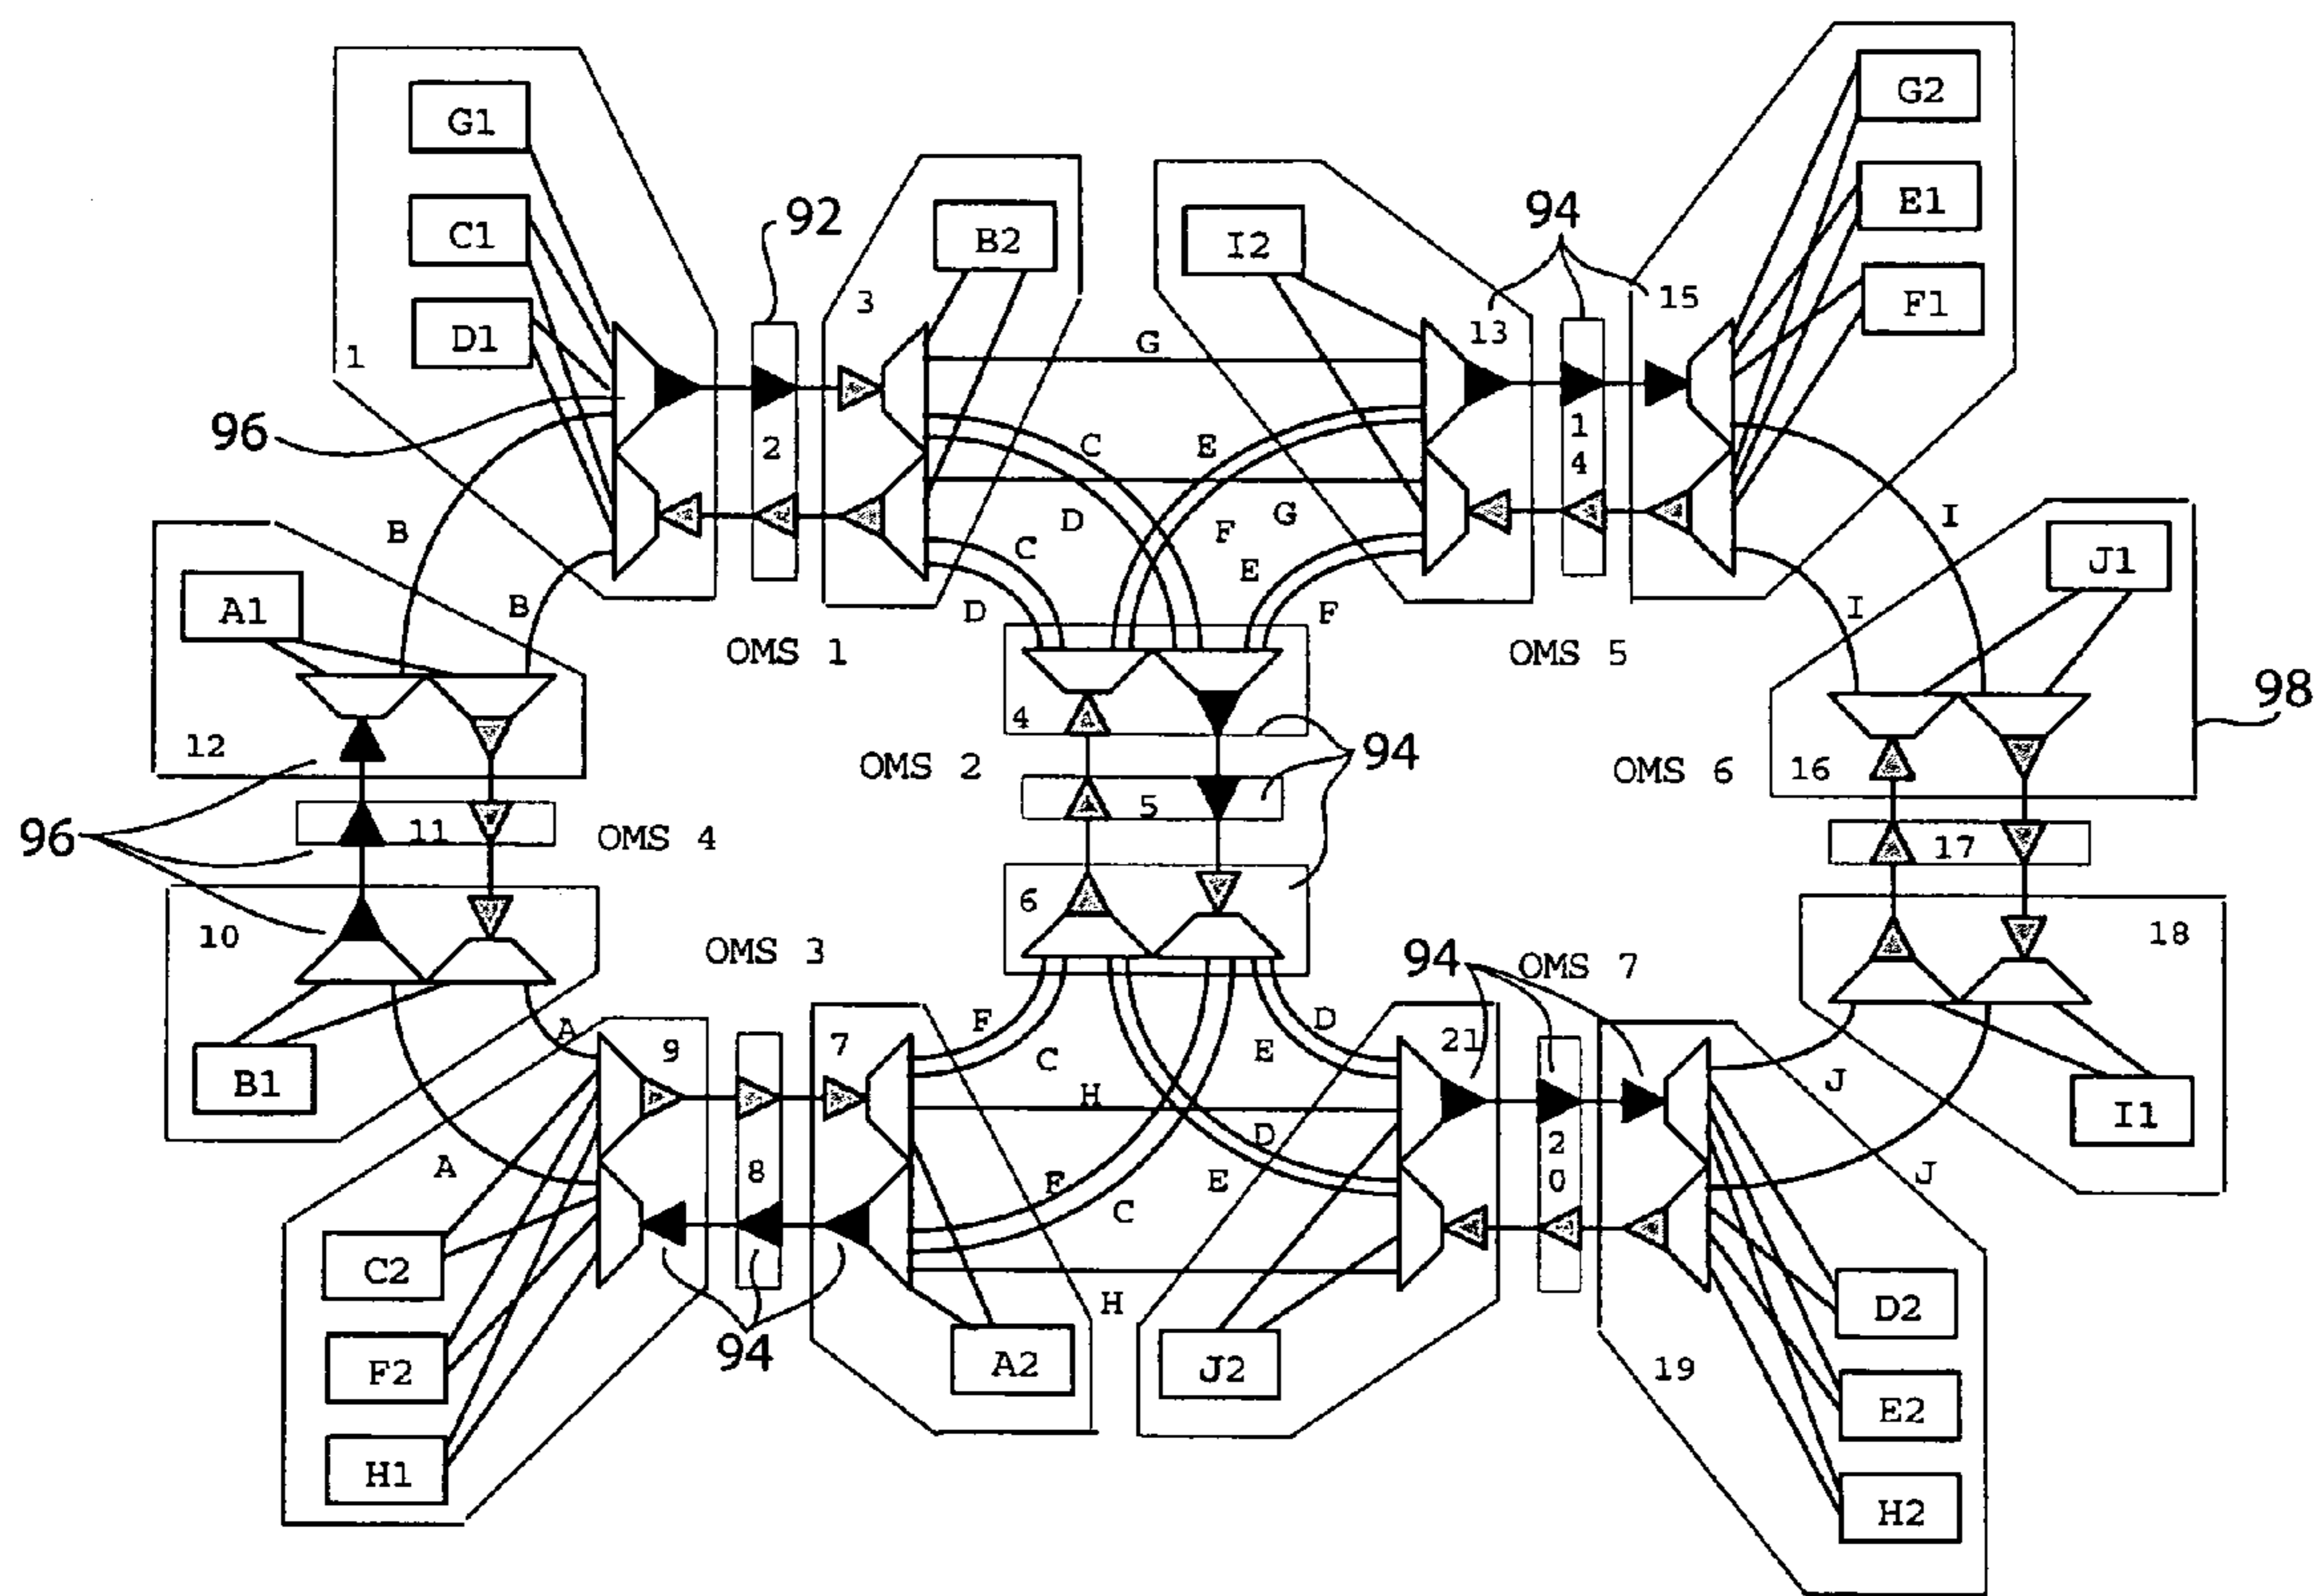 G1
G2
C1
E1
92
94
B2
I2
D1
F1
3
15
1
13
G
96
2
C
E
1
4
B
D
F
G
I
C
E
J1
A1
B
D
F
I
OMS 1
OMS 5
98
12
4
94
OMS 2
OMS 6
16
96
11
OMS 4
5
17
10
OMS 3
6
94
OMS 7
18
A
9
7
F
C
D
E
21
B1
H
J
I1
A
8
D
2
0
F
E
C
J
C2
H
D2
94
A2
J2
19
F2
E2
H1
H2